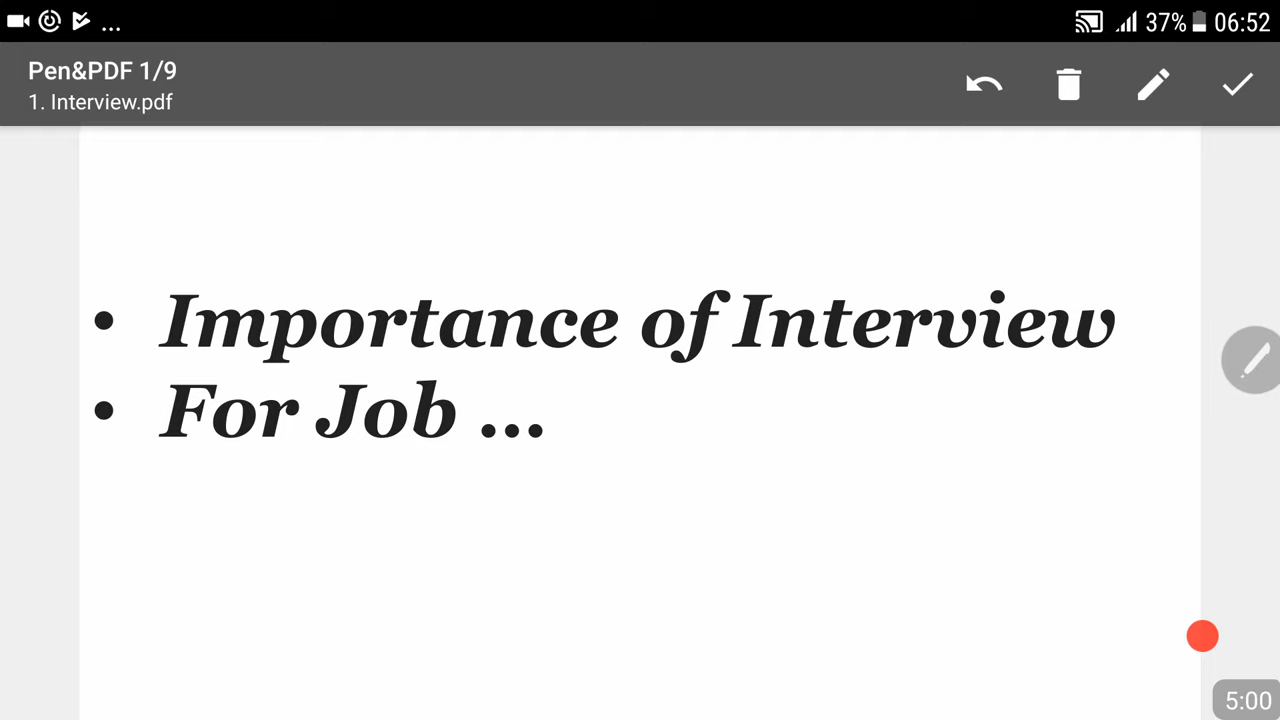 ... 37% 06:52
Pen&PDF 1/9
1. Interview.pdf
• Importance of Interview
• For Job ...
5:00